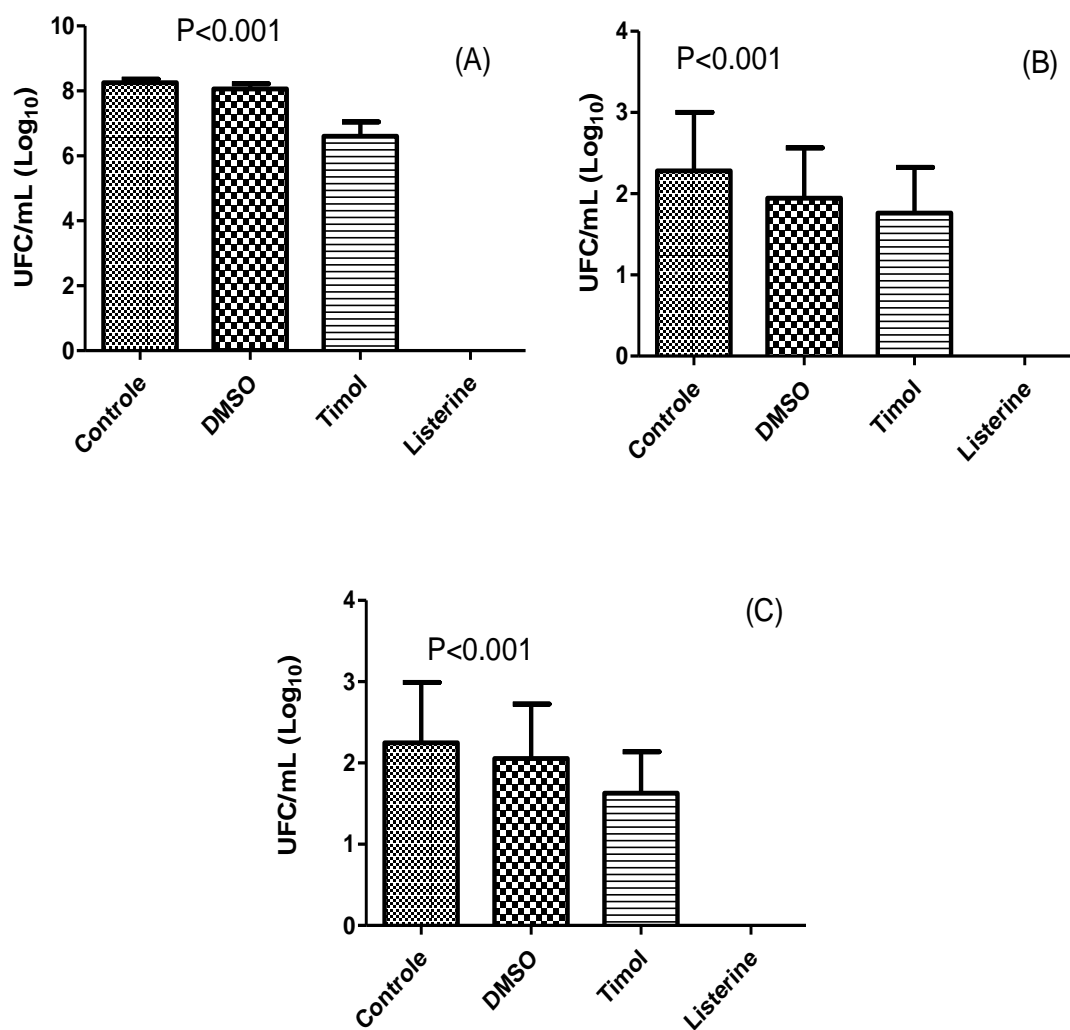 P<0.001
(A)
UFC/mL (Log₁₀)
10
8
6
4
2
0
Controle
DMSO
Timol
Listerine
P<0.001
(B)
UFC/mL (Log₁₀)
4
3
2
1
0
Controle
DMSO
Timol
Listerine
P<0.001
(C)
UFC/mL (Log₁₀)
4
3
2
1
0
Controle
DMSO
Timol
Listerine